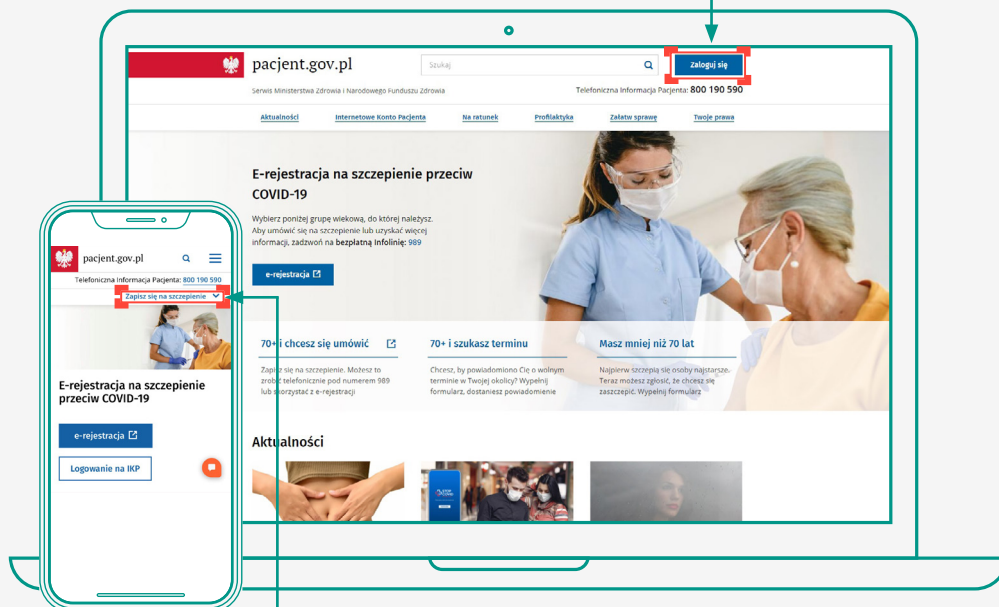 pacjent.gov.pl
Szukaj
Zaloguj się
Serwis Ministerstwa Zdrowia i Narodowego Funduszu Zdrowia
Telefoniczna Informacja Pacjenta: 800 190 590
Aktualności
Internetowe Konto Pacjenta
Na ratunek
Profilaktyka
Załatw sprawę
Twoje prawa
E-rejestracja na szczepienie przeciw
COVID-19
Wybierz poniżej grupę wiekową, do której należysz.
Aby umówić się na szczepienie lub uzyskać więcej
informacji, zadzwoń na bezpłatną Infolinię: 989
e-rejestracja
70+ i chcesz się umówić
Zapisz się na szczepienie. Możesz to
zrobić telefonicznie pod numerem 989
lub skorzystać z e-rejestracji
70+ i szukasz terminu
Chcesz, by powiadomiono Cię o wolnym
terminie w Twojej okolicy? Wypełnij
formularz, dostaniesz powiadomienie
Masz mniej niż 70 lat
Najpierw szczepią się osoby najstarsze.
Teraz możesz zgłosić, że chcesz się
zaszczepić. Wypełnij formularz
Aktualności
pacjent.gov.pl
Telefoniczna Informacja Pacjenta: 800 190 590
Zapisz się na szczepienie
E-rejestracja na szczepienie
przeciw COVID-19
e-rejestracja
Logowanie na IKP